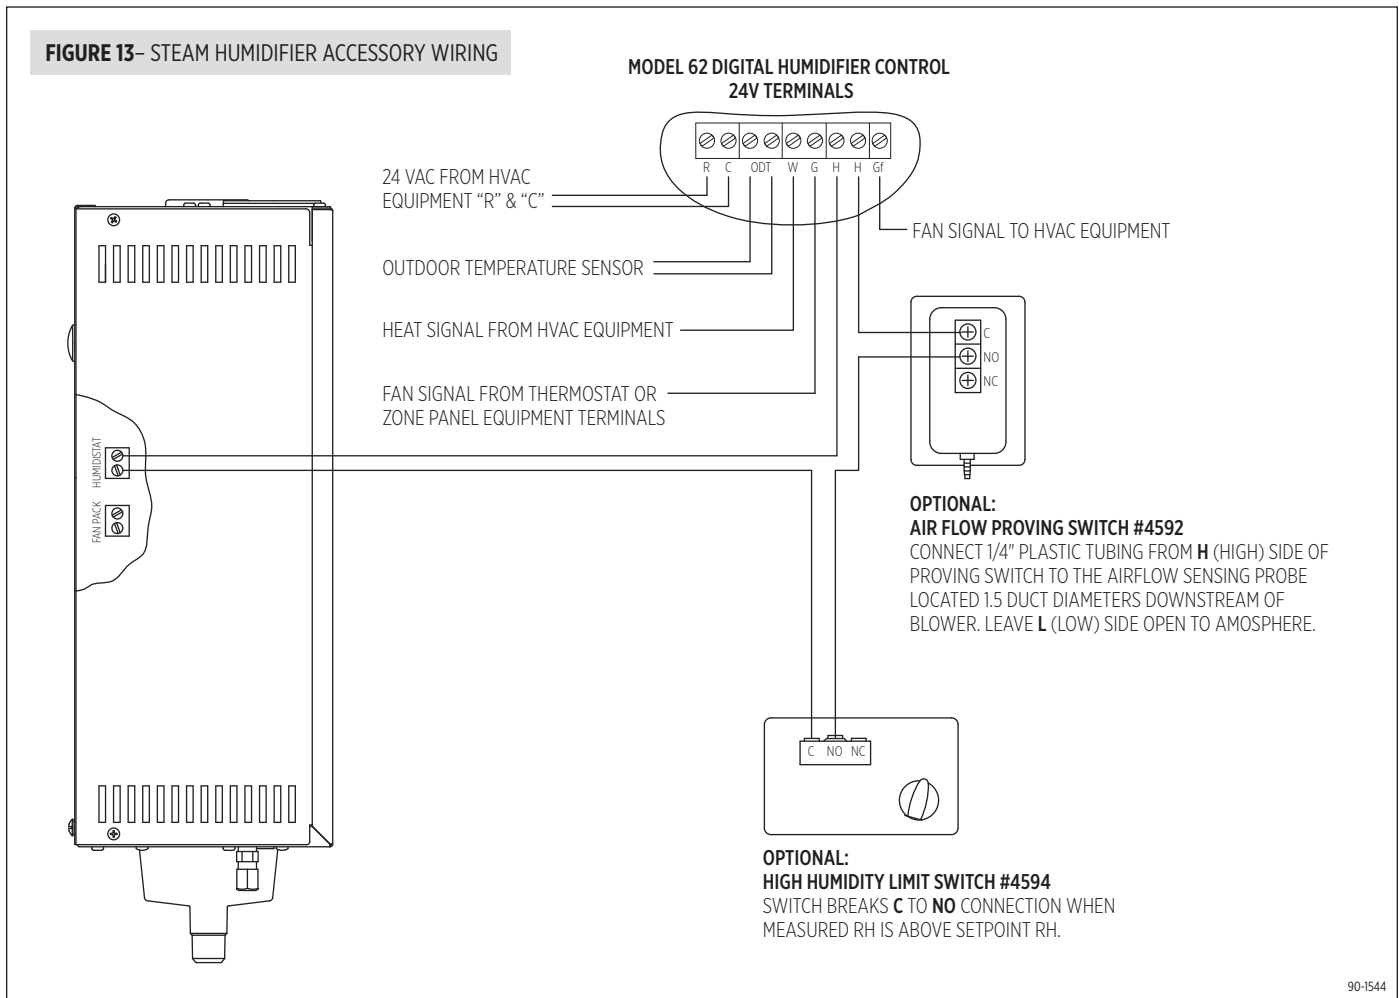 FIGURE 13– STEAM HUMIDIFIER ACCESSORY WIRING
MODEL 62 DIGITAL HUMIDIFIER CONTROL
24V TERMINALS
R C ODT W G H H Gf
24 VAC FROM HVAC
EQUIPMENT “R” & “C”
FAN SIGNAL TO HVAC EQUIPMENT
OUTDOOR TEMPERATURE SENSOR
HEAT SIGNAL FROM HVAC EQUIPMENT
C
NO
NC
FAN SIGNAL FROM THERMOSTAT OR
ZONE PANEL EQUIPMENT TERMINALS
HUMIDISTAT
FAN PACK
OPTIONAL:
AIR FLOW PROVING SWITCH #4592
CONNECT 1/4" PLASTIC TUBING FROM H (HIGH) SIDE OF
PROVING SWITCH TO THE AIRFLOW SENSING PROBE
LOCATED 1.5 DUCT DIAMETERS DOWNSTREAM OF
BLOWER. LEAVE L (LOW) SIDE OPEN TO AMOSPHERE.
C NO NC
OPTIONAL:
HIGH HUMIDITY LIMIT SWITCH #4594
SWITCH BREAKS C TO NO CONNECTION WHEN
MEASURED RH IS ABOVE SETPOINT RH.
90-1544